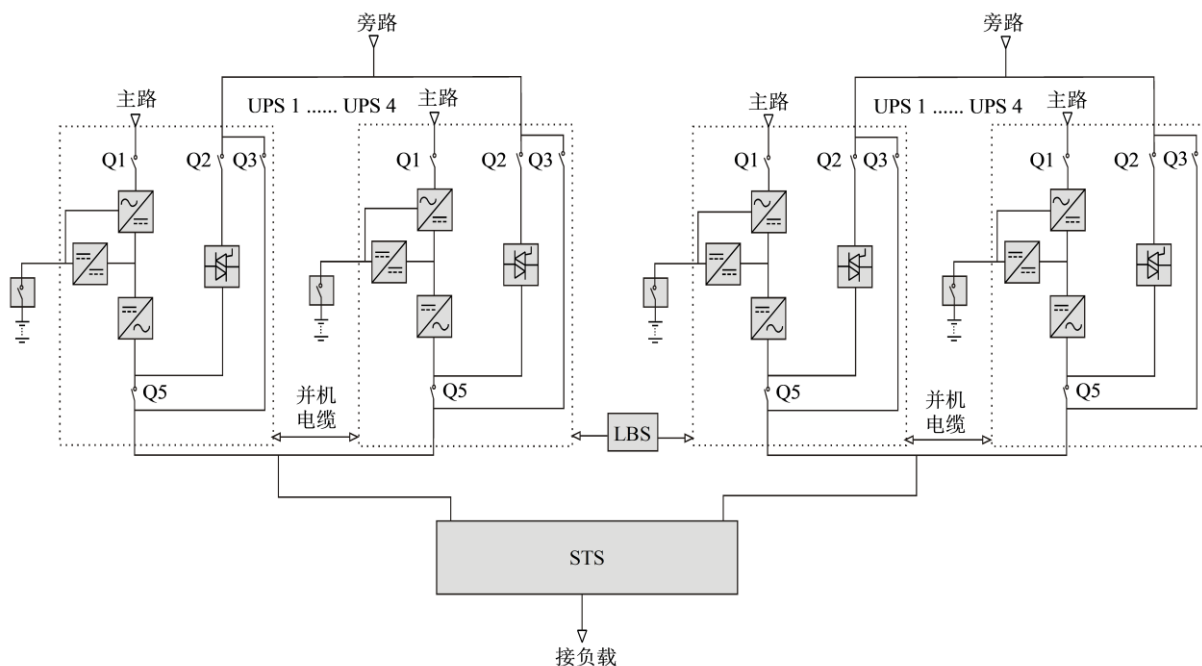 旁路
旁路
UPS 1 ...... UPS 4
UPS 1 ...... UPS 4
主路
主路
主路
主路
Q1
Q2
Q3
Q1
Q2
Q3
Q1
Q2
Q3
Q1
Q2
Q3
Q5
并机
电缆
Q5
Q5
并机
电缆
Q5
LBS
STS
接负载